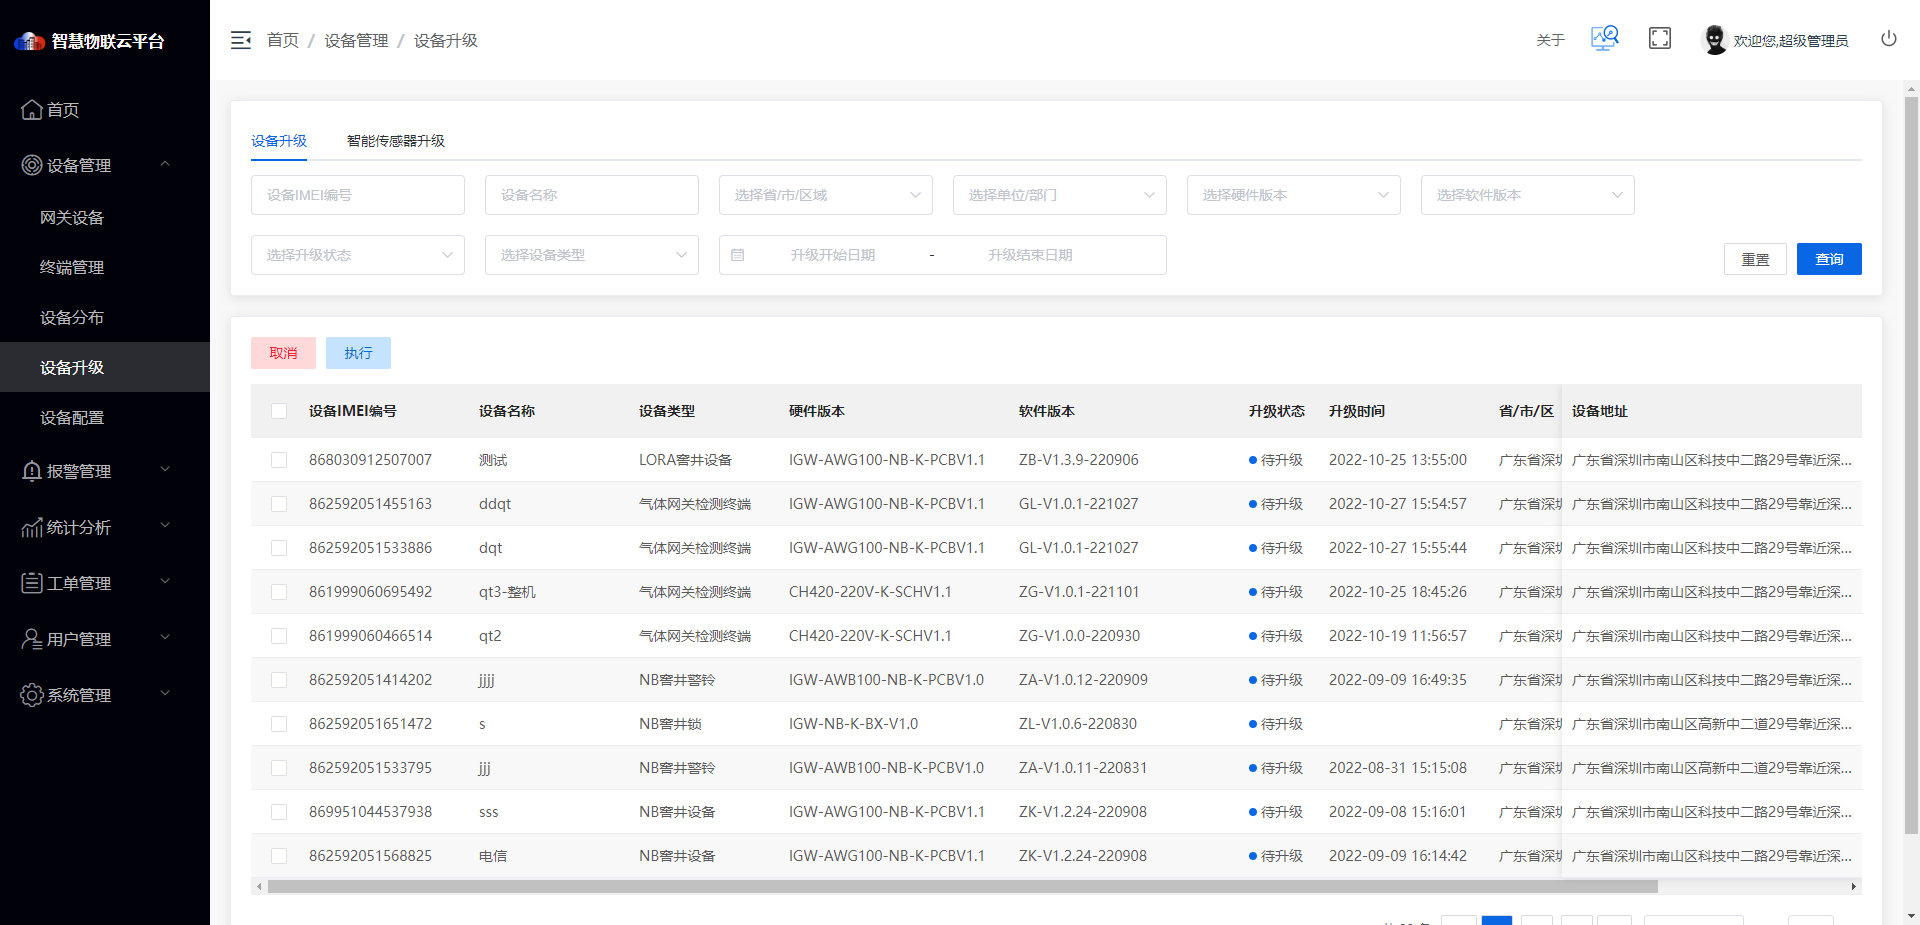 智慧物联云平台
首页 / 设备管理 / 设备升级
关于
欢迎您,超级管理员
首页
设备管理
网关设备
终端管理
设备分布
设备升级
设备配置
报警管理
统计分析
工单管理
用户管理
系统管理
设备升级 智能传感器升级
设备IMEI编号 设备名称 选择省/市/区域 选择单位/部门 选择硬件版本 选择软件版本
选择升级状态 选择设备类型 升级开始日期 - 升级结束日期
重置 查询
取消 执行
设备IMEI编号 设备名称 设备类型 硬件版本 软件版本 升级状态 升级时间 省/市/区 设备地址
868030912507007 测试 LORA窨井设备 IGW-AWG100-NB-K-PCBV1.1 ZB-V1.3.9-220906 待升级 2022-10-25 13:55:00 广东省深圳 广东省深圳市南山区科技中二路29号靠近深...
862592051455163 ddqt 气体网关检测终端 IGW-AWG100-NB-K-PCBV1.1 GL-V1.0.1-221027 待升级 2022-10-27 15:54:57 广东省深圳 广东省深圳市南山区科技中二路29号靠近深...
862592051533886 dqt 气体网关检测终端 IGW-AWG100-NB-K-PCBV1.1 GL-V1.0.1-221027 待升级 2022-10-27 15:55:44 广东省深圳 广东省深圳市南山区科技中二路29号靠近深...
861999060695492 qt3-整机 气体网关检测终端 CH420-220V-K-SCHV1.1 ZG-V1.0.1-221101 待升级 2022-10-25 18:45:26 广东省深圳 广东省深圳市南山区科技中二路29号靠近深...
861999060466514 qt2 气体网关检测终端 CH420-220V-K-SCHV1.1 ZG-V1.0.0-220930 待升级 2022-10-19 11:56:57 广东省深圳 广东省深圳市南山区科技中二路29号靠近深...
862592051414202 jjjj NB窨井警铃 IGW-AWB100-NB-K-PCBV1.0 ZA-V1.0.12-220909 待升级 2022-09-09 16:49:35 广东省深圳 广东省深圳市南山区科技中二路29号靠近深...
862592051651472 s NB窨井锁 IGW-NB-K-BX-V1.0 ZL-V1.0.6-220830 待升级 广东省深圳 广东省深圳市南山区高新中二道29号靠近深...
862592051533795 jjj NB窨井警铃 IGW-AWB100-NB-K-PCBV1.0 ZA-V1.0.11-220831 待升级 2022-08-31 15:15:08 广东省深圳 广东省深圳市南山区高新中二道29号靠近深...
869951044537938 sss NB窨井设备 IGW-AWG100-NB-K-PCBV1.1 ZK-V1.2.24-220908 待升级 2022-09-08 15:16:01 广东省深圳 广东省深圳市南山区科技中二路29号靠近深...
862592051568825 电信 NB窨井设备 IGW-AWG100-NB-K-PCBV1.1 ZK-V1.2.24-220908 待升级 2022-09-09 16:14:42 广东省深圳 广东省深圳市南山区科技中二路29号靠近深...